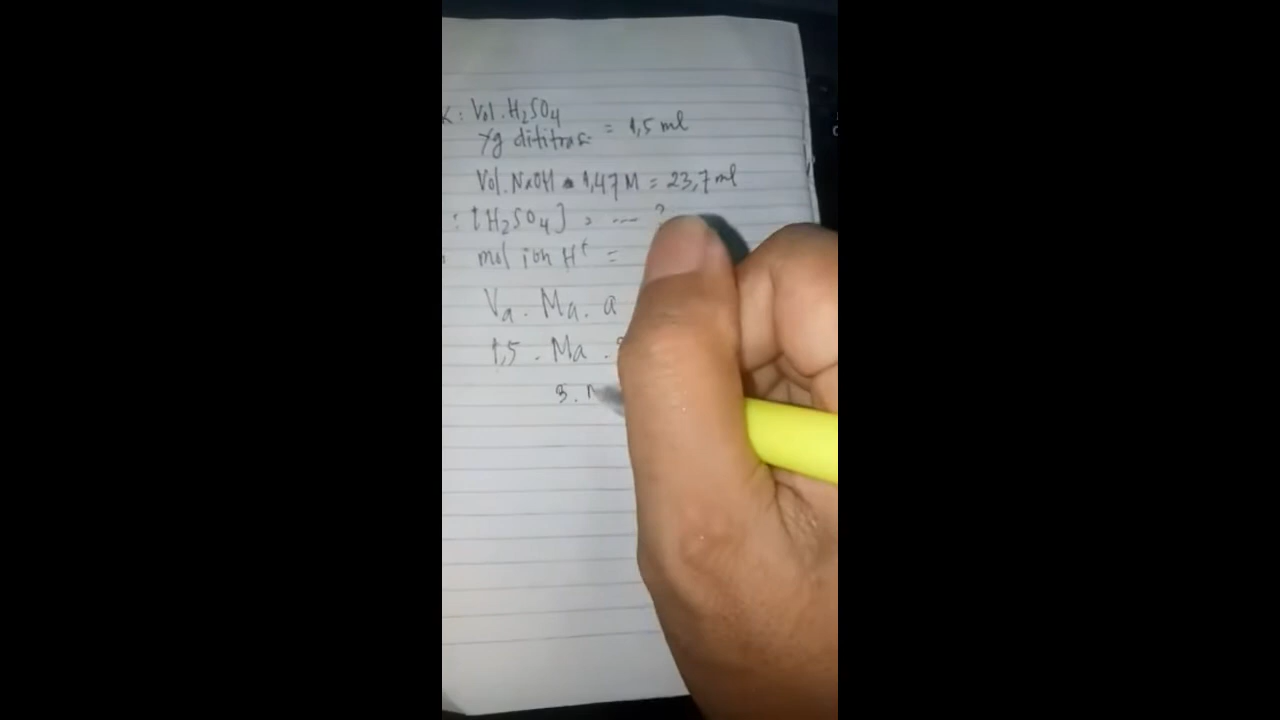 : Vol. H2SO4
yg dititrasi = 1,5 ml
Vol. NaOH 1,47 M = 23,7 ml
: [H2SO4] = --- ?
mol ion H+ =
Va . Ma . a
1,5 . Ma .
3 .